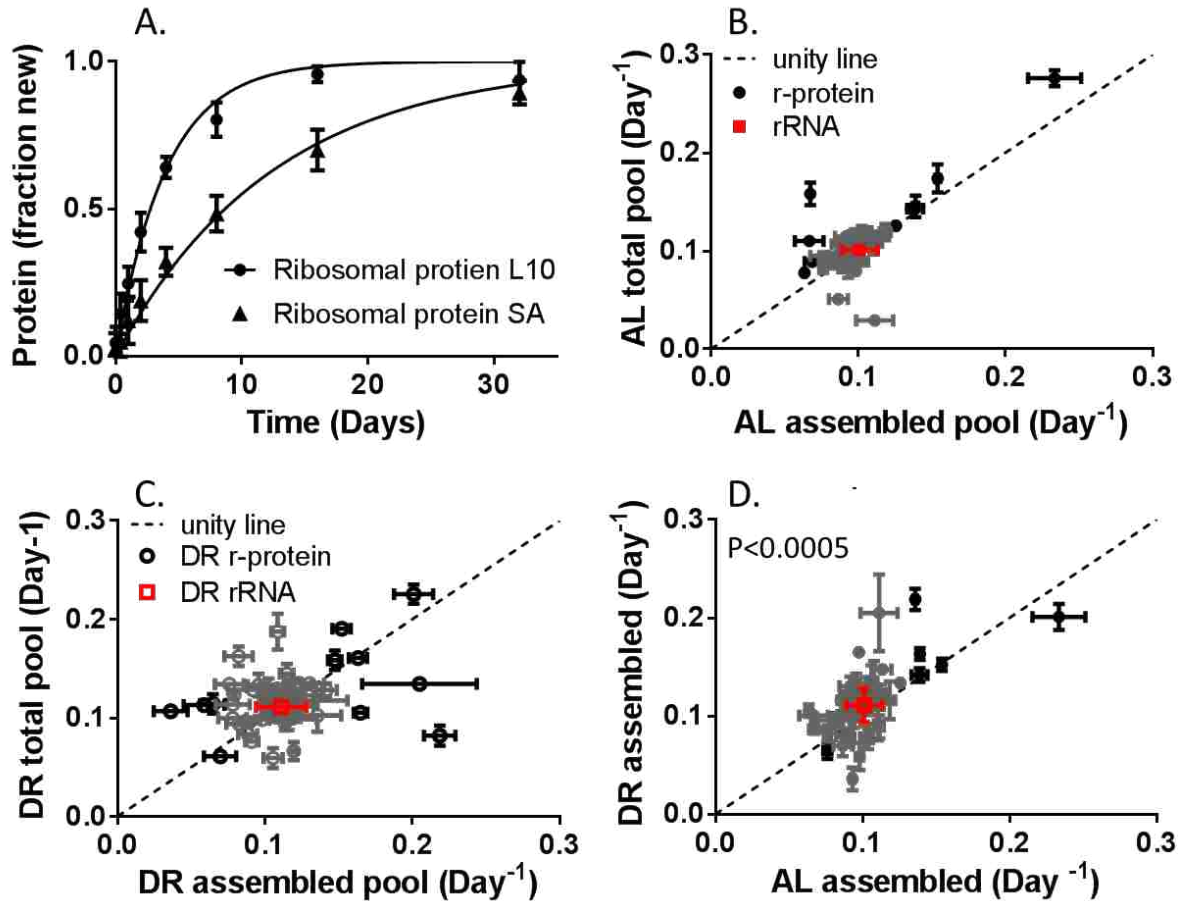 A.
Protein (fraction new)
1.0
0.5
0.0
Ribosomal protien L10
Ribosomal protein SA
0 10 20 30
Time (Days)
B.
AL total pool (Day-1)
0.3
0.2
0.1
0.0
unity line
r-protein
rRNA
0.0 0.1 0.2 0.3
AL assembled pool (Day-1)
C.
DR total pool (Day-1)
0.3
0.2
0.1
0.0
unity line
DR r-protein
DR rRNA
0.0 0.1 0.2 0.3
DR assembled pool (Day-1)
D.
DR assembled (Day-1)
0.3
0.2
0.1
0.0
P<0.0005
0.0 0.1 0.2 0.3
AL assembled (Day -1)